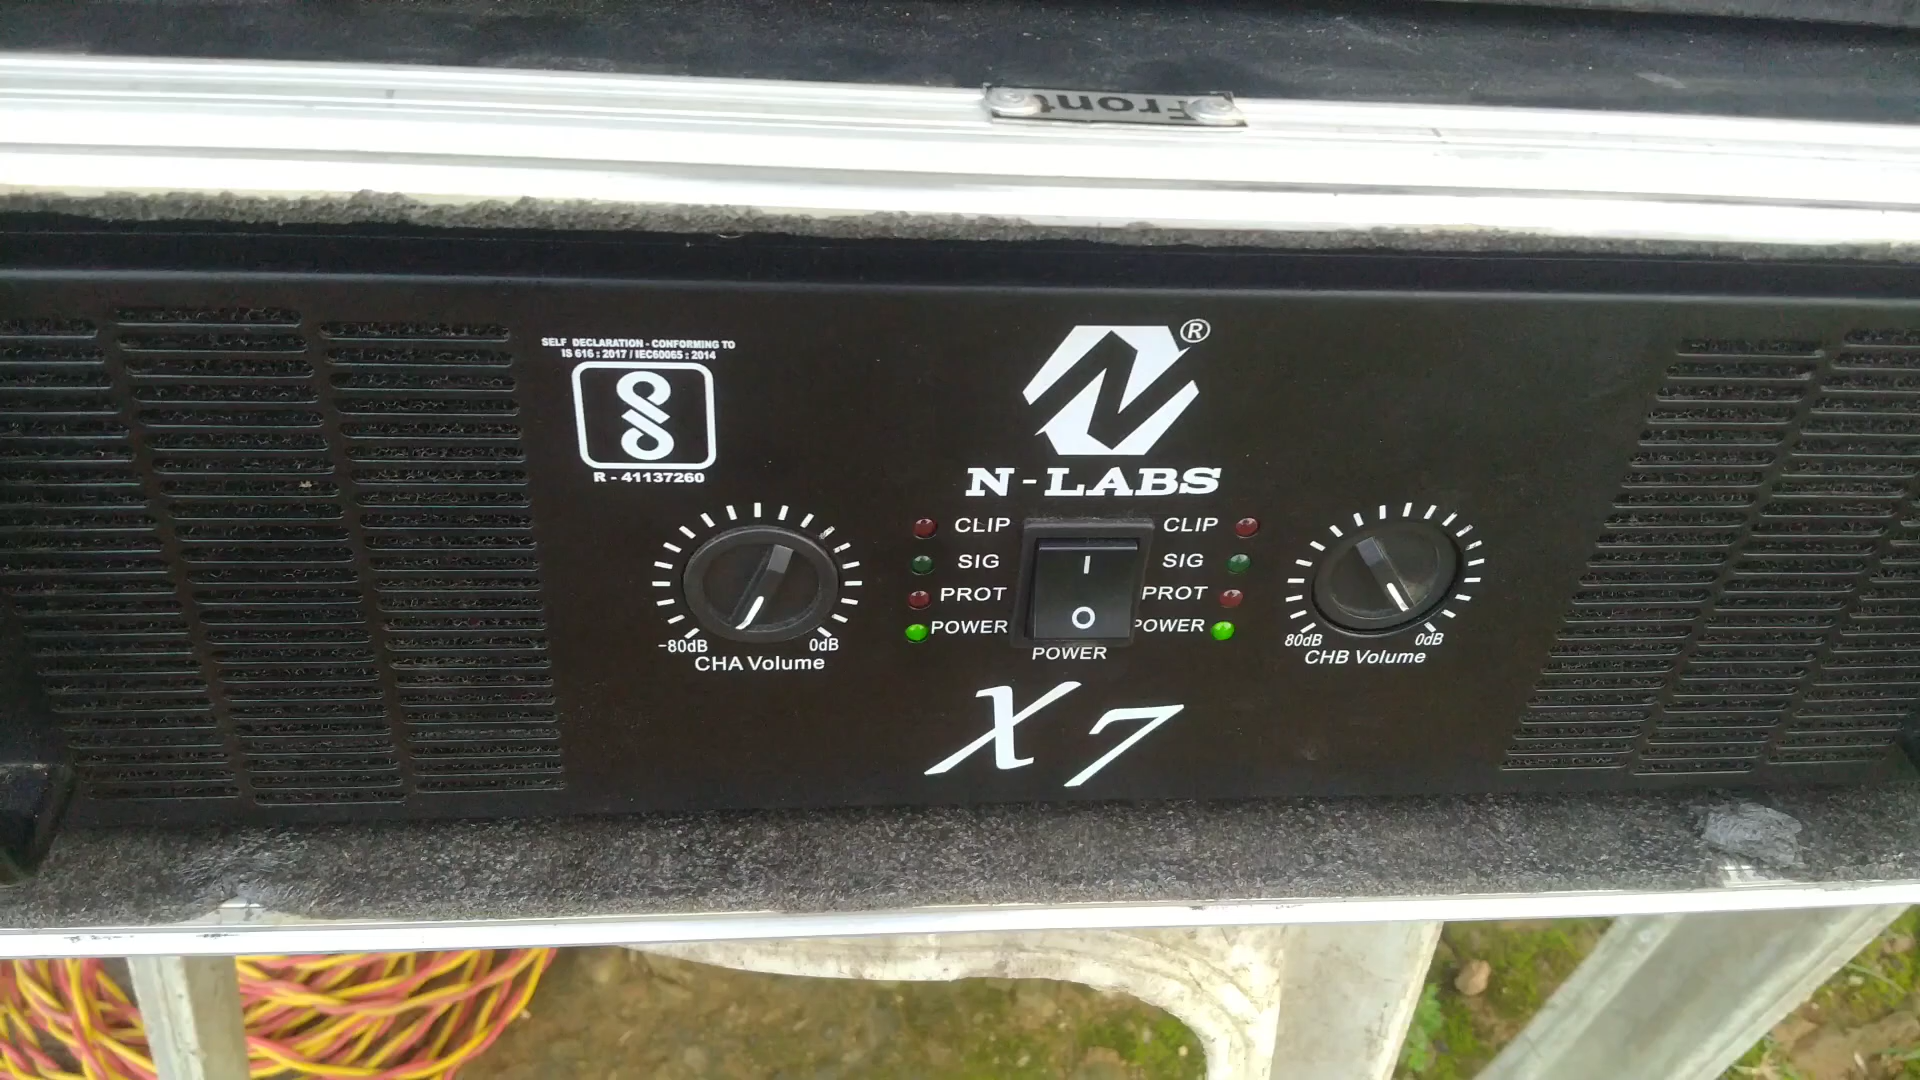 Front
SELF DECLARATION - CONFORMING TO
IS 616 : 2017 / IEC60065 : 2014
R - 41137260
®
N-LABS
CLIP
SIG
PROT
POWER
I
O
POWER
CLIP
SIG
PROT
POWER
-80dB 0dB
CHA Volume
80dB 0dB
CHB Volume
X7